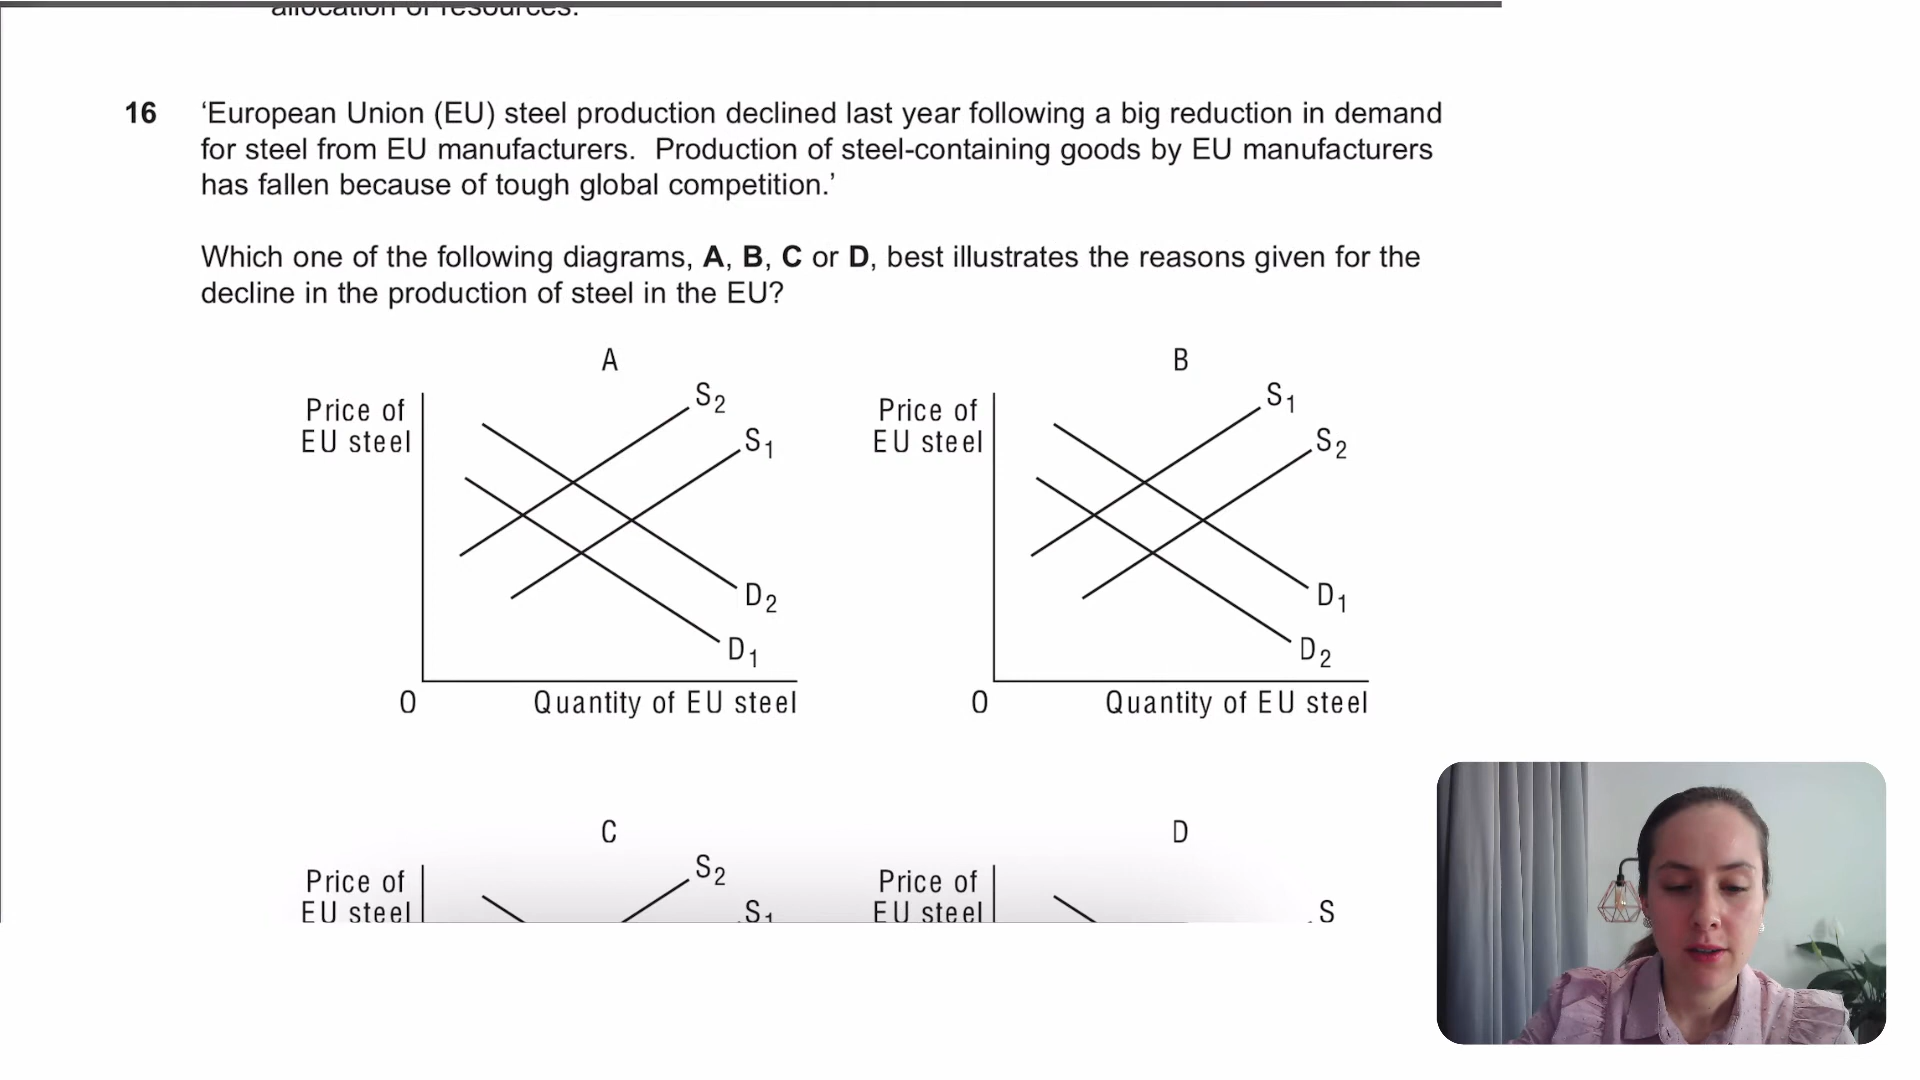 allocation of resources.
16 ‘European Union (EU) steel production declined last year following a big reduction in demand
for steel from EU manufacturers. Production of steel-containing goods by EU manufacturers
has fallen because of tough global competition.’
Which one of the following diagrams, A, B, C or D, best illustrates the reasons given for the
decline in the production of steel in the EU?
A
Price of
EU steel
S2
S1
D2
D1
0
Quantity of EU steel
B
Price of
EU steel
S1
S2
D1
D2
0
Quantity of EU steel
C
Price of
EU steel
S2
S1
D
Price of
EU steel
S